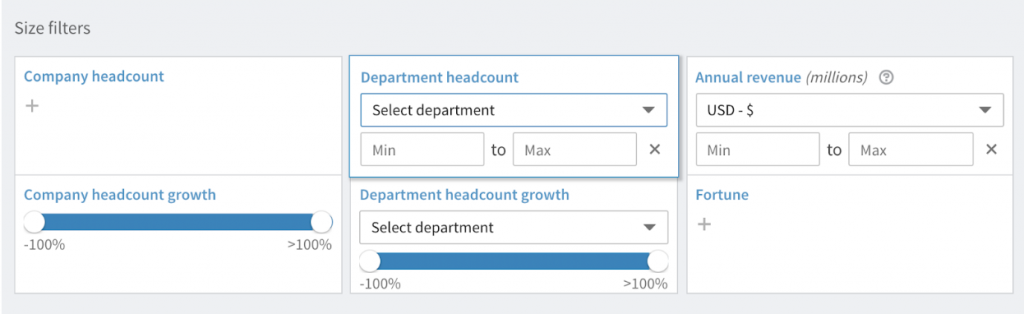 Size filters
Company headcount
+
Department headcount
Select department
Min to Max ×
Annual revenue (millions) ?
USD - $
Min to Max ×
Company headcount growth
-100% >100%
Department headcount growth
Select department
-100% >100%
Fortune
+